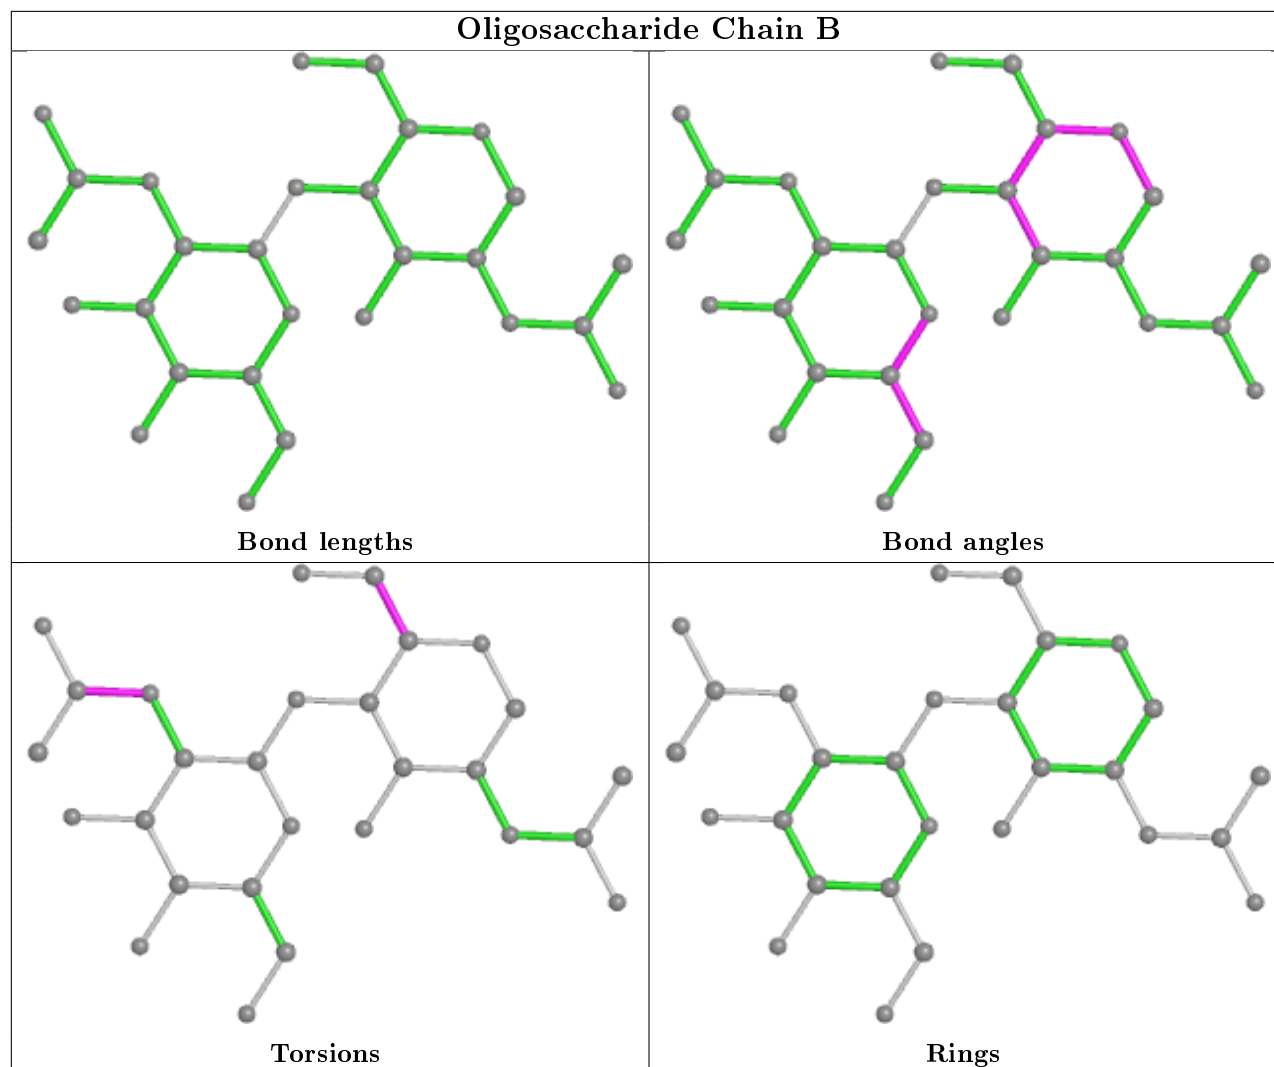 Oligosaccharide Chain B
Bond lengths
Bond angles
Torsions
Rings